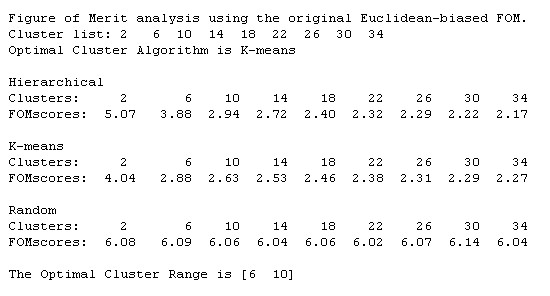 Figure of Merit analysis using the original Euclidean-biased FOM.
Cluster list: 2 6 10 14 18 22 26 30 34
Optimal Cluster Algorithm is K-means
Hierarchical
Clusters: 2 6 10 14 18 22 26 30 34
FOMscores: 5.07 3.88 2.94 2.72 2.40 2.32 2.29 2.22 2.17
K-means
Clusters: 2 6 10 14 18 22 26 30 34
FOMscores: 4.04 2.88 2.63 2.53 2.46 2.38 2.31 2.29 2.27
Random
Clusters: 2 6 10 14 18 22 26 30 34
FOMscores: 6.08 6.09 6.06 6.04 6.06 6.02 6.07 6.14 6.04
The Optimal Cluster Range is [6 10]